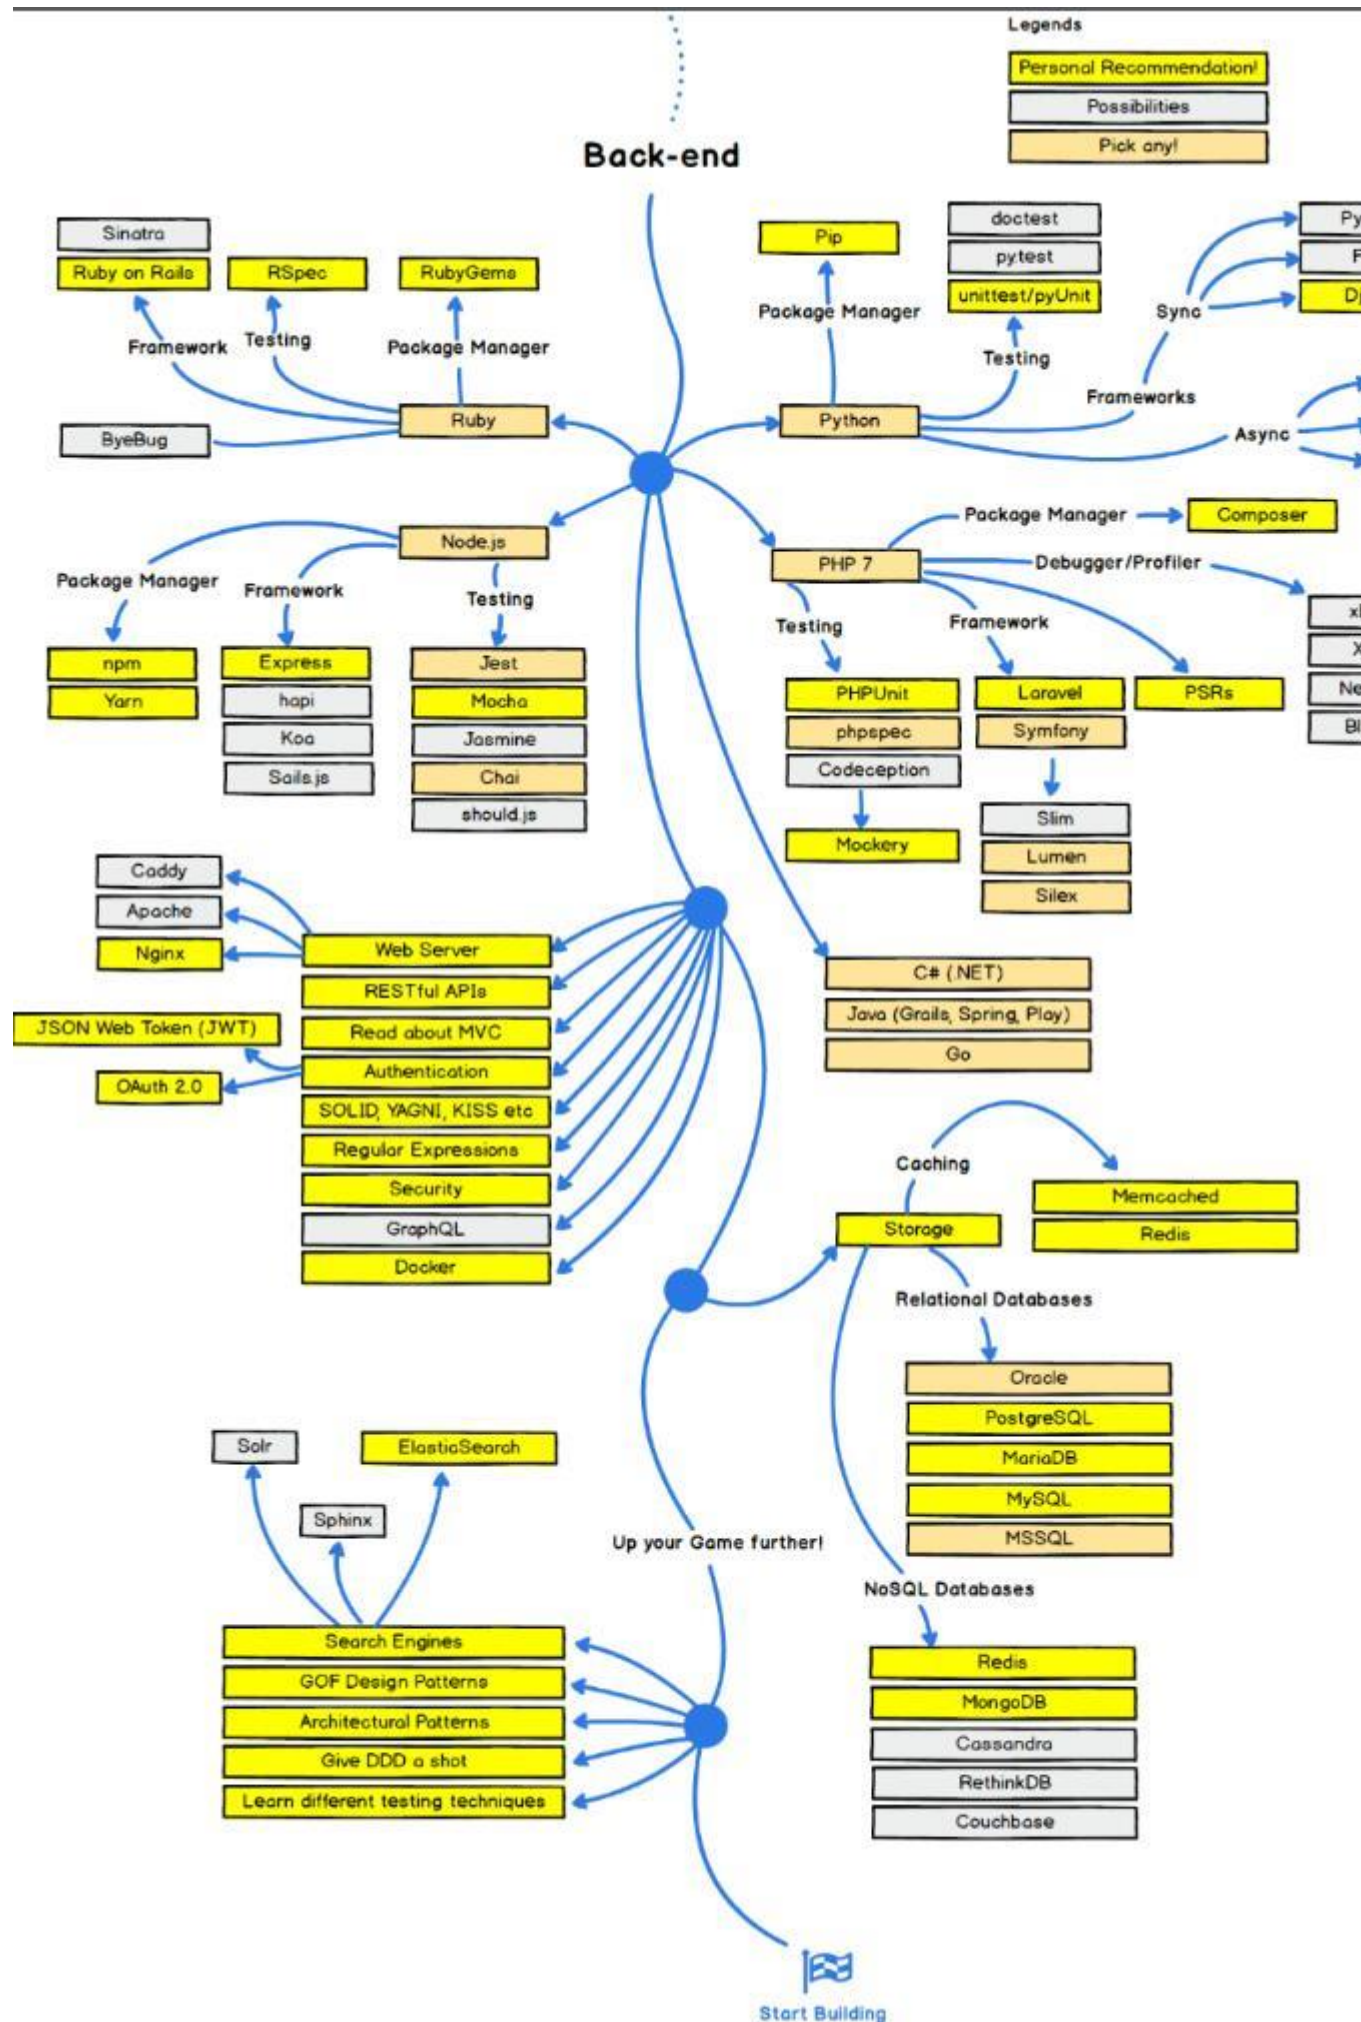 Legends
Personal Recommendation!
Possibilities
Pick any!
Back-end
Sinatra
Ruby on Rails
RSpec
RubyGems
Framework
Testing
Package Manager
Ruby
ByeBug
Pip
Package Manager
doctest
pytest
unittest/pyUnit
Testing
Python
Frameworks
Sync
Py
F
Async
Node.js
Package Manager
Framework
Testing
npm
Yarn
Express
hapi
Koa
Sails.js
Jest
Mocha
Jasmine
Chai
should.js
PHP 7
Package Manager
Composer
Debugger/Profiler
Testing
Framework
PHPUnit
phpspec
Codeception
Mockery
Laravel
Symfony
Slim
Lumen
Silex
PSRs
X
Ne
Bl
Caddy
Apache
Nginx
JSON Web Token (JWT)
OAuth 2.0
Web Server
RESTful APIs
Read about MVC
Authentication
SOLID, YAGNI, KISS etc
Regular Expressions
Security
GraphQL
Docker
C# (.NET)
Java (Grails, Spring, Play)
Go
Caching
Memcached
Redis
Storage
Relational Databases
Oracle
PostgreSQL
MariaDB
MySQL
MSSQL
NoSQL Databases
Redis
MongoDB
Cassandra
RethinkDB
Couchbase
Up your Game further!
Solr
ElasticSearch
Sphinx
Search Engines
GOF Design Patterns
Architectural Patterns
Give DDD a shot
Learn different testing techniques
Start Building